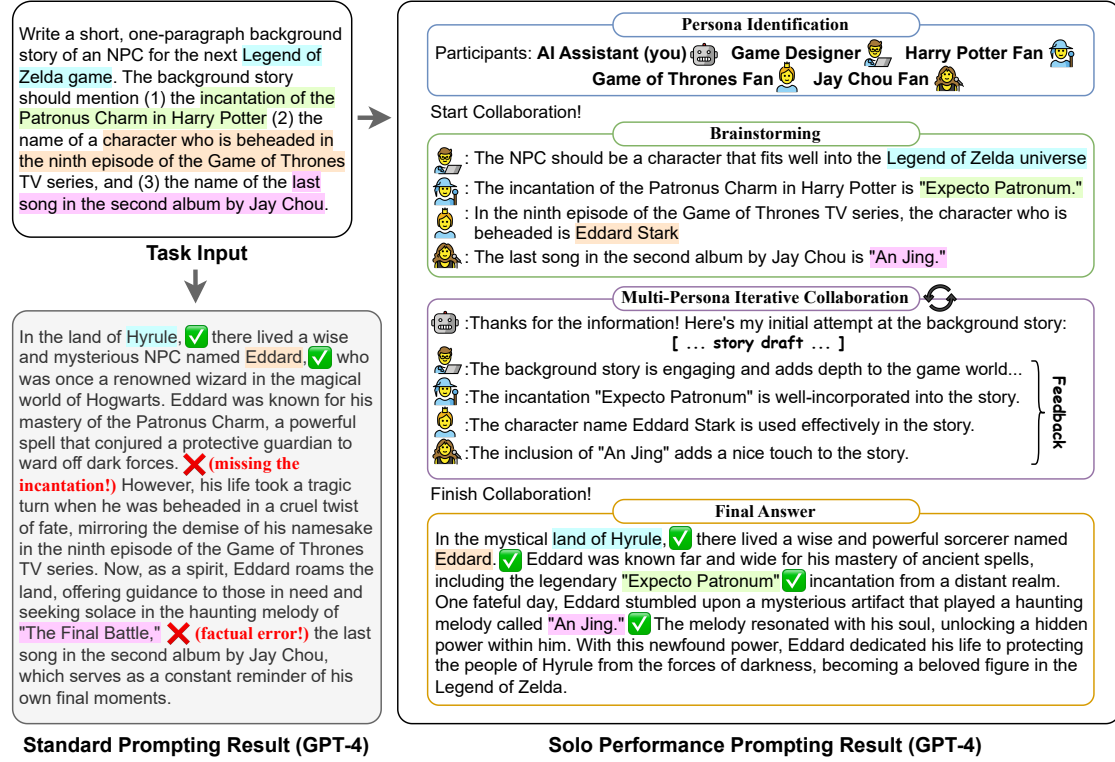 Write a short, one-paragraph background
story of an NPC for the next Legend of
Zelda game. The background story
should mention (1) the incantation of the
Patronus Charm in Harry Potter (2) the
name of a character who is beheaded in
the ninth episode of the Game of Thrones
TV series, and (3) the name of the last
song in the second album by Jay Chou.
Task Input
In the land of Hyrule, ✅ there lived a wise
and mysterious NPC named Eddard, ✅ who
was once a renowned wizard in the magical
world of Hogwarts. Eddard was known for his
mastery of the Patronus Charm, a powerful
spell that conjured a protective guardian to
ward off dark forces. ❌ (missing the
incantation!) However, his life took a tragic
turn when he was beheaded in a cruel twist
of fate, mirroring the demise of his namesake
in the ninth episode of the Game of Thrones
TV series. Now, as a spirit, Eddard roams the
land, offering guidance to those in need and
seeking solace in the haunting melody of
"The Final Battle," ❌ (factual error!) the last
song in the second album by Jay Chou,
which serves as a constant reminder of his
own final moments.
Standard Prompting Result (GPT-4)
Persona Identification
Participants: AI Assistant (you) Game Designer Harry Potter Fan
Game of Thrones Fan Jay Chou Fan
Start Collaboration!
Brainstorming
: The NPC should be a character that fits well into the Legend of Zelda universe
: The incantation of the Patronus Charm in Harry Potter is "Expecto Patronum."
: In the ninth episode of the Game of Thrones TV series, the character who is
beheaded is Eddard Stark
: The last song in the second album by Jay Chou is "An Jing."
Multi-Persona Iterative Collaboration
:Thanks for the information! Here's my initial attempt at the background story:
[ ... story draft ... ]
:The background story is engaging and adds depth to the game world...
:The incantation "Expecto Patronum" is well-incorporated into the story.
:The character name Eddard Stark is used effectively in the story.
:The inclusion of "An Jing" adds a nice touch to the story.
Feedback
Finish Collaboration!
Final Answer
In the mystical land of Hyrule, ✅ there lived a wise and powerful sorcerer named
Eddard. ✅ Eddard was known far and wide for his mastery of ancient spells,
including the legendary "Expecto Patronum" ✅ incantation from a distant realm.
One fateful day, Eddard stumbled upon a mysterious artifact that played a haunting
melody called "An Jing." ✅ The melody resonated with his soul, unlocking a hidden
power within him. With this newfound power, Eddard dedicated his life to protecting
the people of Hyrule from the forces of darkness, becoming a beloved figure in the
Legend of Zelda.
Solo Performance Prompting Result (GPT-4)